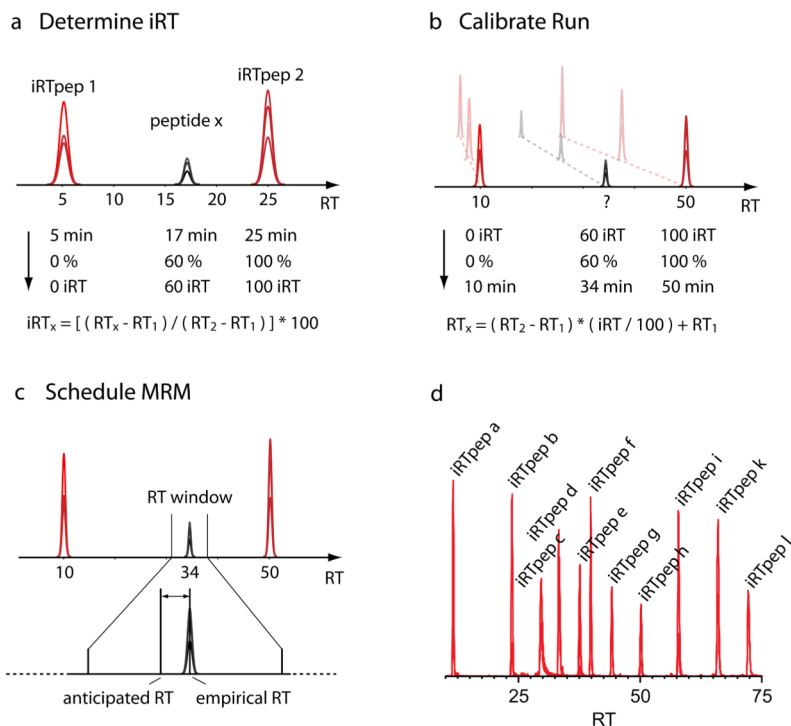 a Determine iRT
iRTpep 1
iRTpep 2
peptide x
5 10 15 20 25 RT
5 min 17 min 25 min
0 % 60 % 100 %
0 iRT 60 iRT 100 iRT
iRTx = [ ( RTx - RT1 ) / ( RT2 - RT1 ) ] * 100
b Calibrate Run
10 ? 50 RT
0 iRT 60 iRT 100 iRT
0 % 60 % 100 %
10 min 34 min 50 min
RTx = ( RT2 - RT1 ) * ( iRT / 100 ) + RT1
c Schedule MRM
RT window
10 34 50 RT
anticipated RT empirical RT
d
iRTpep a
iRTpep b
iRTpep c
iRTpep d
iRTpep e
iRTpep f
iRTpep g
iRTpep h
iRTpep i
iRTpep k
iRTpep l
25 50 75
RT